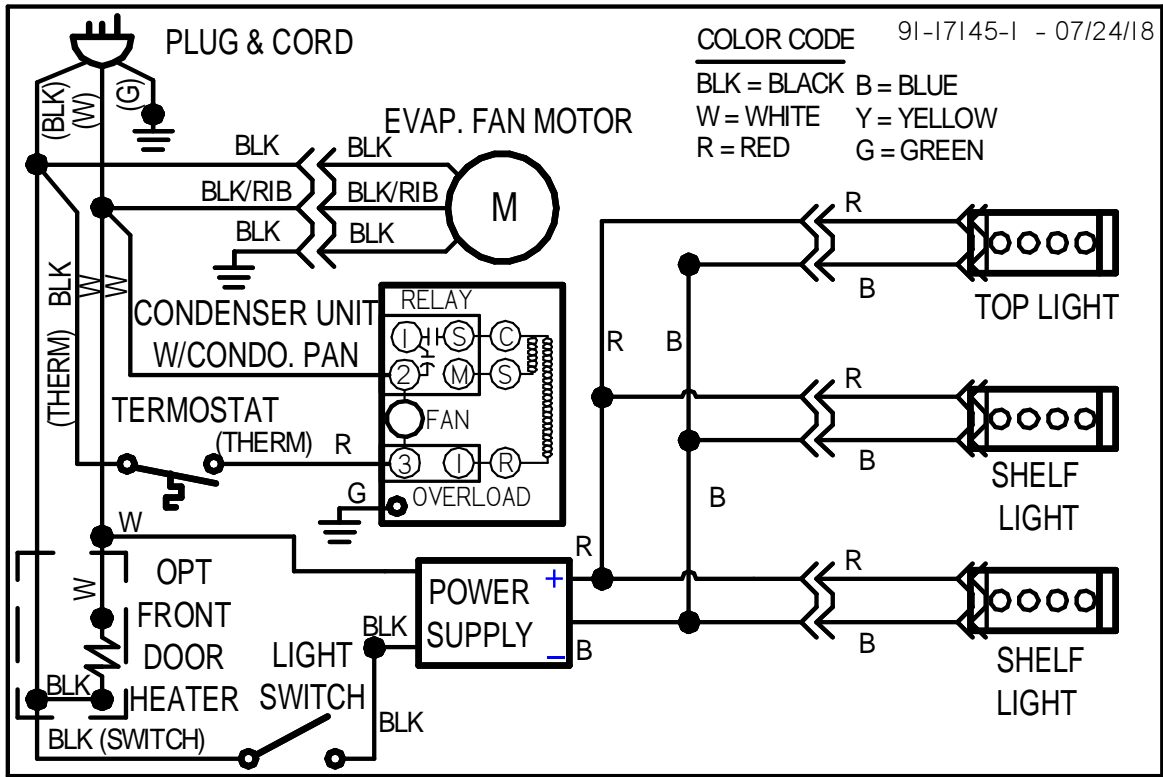 PLUG & CORD
COLOR CODE
91-17145-1 - 07/24/18
BLK = BLACK
B = BLUE
W = WHITE
Y = YELLOW
R = RED
G = GREEN
(BLK)
(W)
(G)
EVAP. FAN MOTOR
BLK
BLK
BLK/RIB
BLK/RIB
M
BLK
BLK
R
B
TOP LIGHT
(THERM)
BLK
W
W
CONDENSER UNIT
W/CONDO. PAN
RELAY
1
S
C
2
M
S
FAN
3
1
R
OVERLOAD
TERMOSTAT
(THERM)
R
G
R
B
R
B
SHELF
LIGHT
B
W
OPT
FRONT
DOOR
HEATER
W
BLK
BLK (SWITCH)
LIGHT
SWITCH
BLK
BLK
POWER
SUPPLY
+
–
R
B
R
B
SHELF
LIGHT